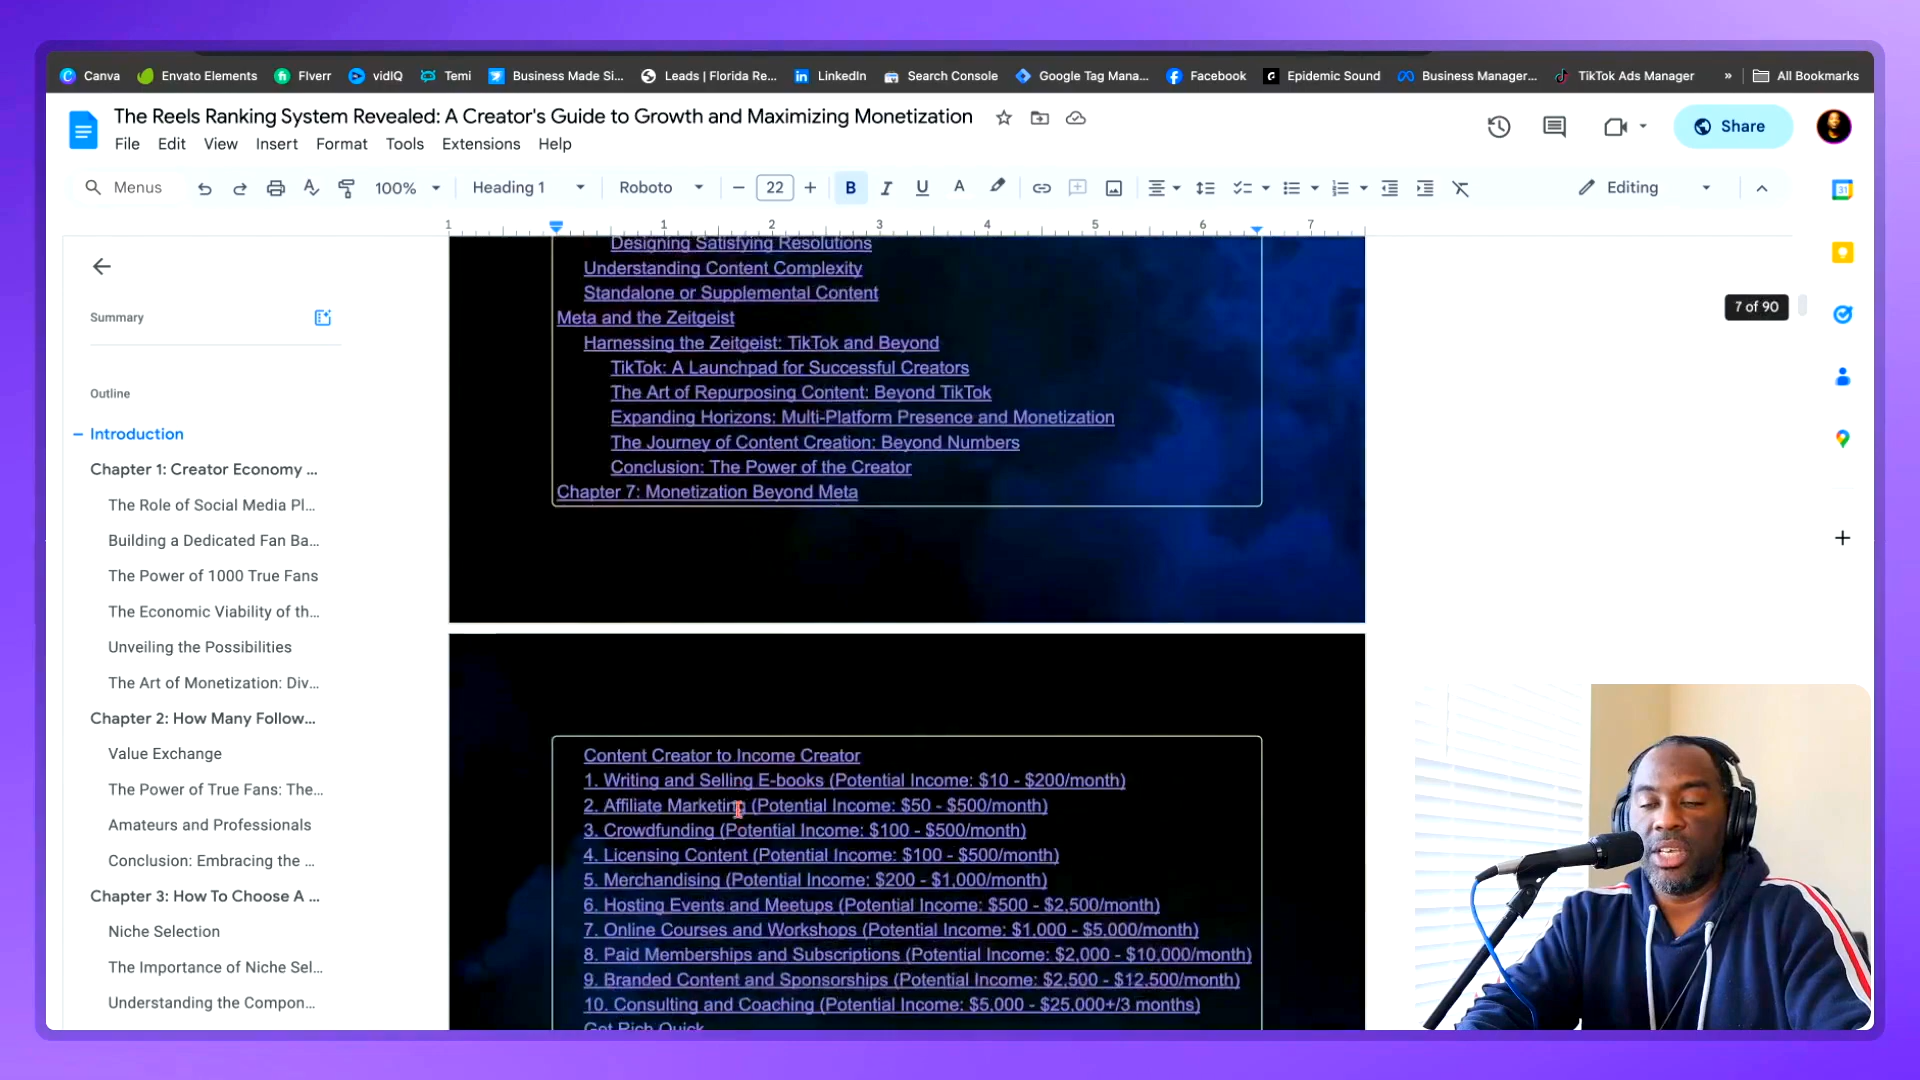 Canva
Envato Elements
FIverr
vidIQ
Temi
Business Made Si...
Leads | Florida Re...
LinkedIn
Search Console
Google Tag Mana...
Facebook
Epidemic Sound
Business Manager...
TikTok Ads Manager
»
All Bookmarks
The Reels Ranking System Revealed: A Creator's Guide to Growth and Maximizing Monetization
File Edit View Insert Format Tools Extensions Help
Share
Menus
100%
Heading 1
Roboto
22
Editing
1 1 2 3 4 5 6 7
Summary
Outline
Introduction
Chapter 1: Creator Economy ...
The Role of Social Media Pl...
Building a Dedicated Fan Ba...
The Power of 1000 True Fans
The Economic Viability of th...
Unveiling the Possibilities
The Art of Monetization: Div...
Chapter 2: How Many Follow...
Value Exchange
The Power of True Fans: The...
Amateurs and Professionals
Conclusion: Embracing the ...
Chapter 3: How To Choose A ...
Niche Selection
The Importance of Niche Sel...
Understanding the Compon...
Designing Satisfying Resolutions
Understanding Content Complexity
Standalone or Supplemental Content
Meta and the Zeitgeist
Harnessing the Zeitgeist: TikTok and Beyond
TikTok: A Launchpad for Successful Creators
The Art of Repurposing Content: Beyond TikTok
Expanding Horizons: Multi-Platform Presence and Monetization
The Journey of Content Creation: Beyond Numbers
Conclusion: The Power of the Creator
Chapter 7: Monetization Beyond Meta
Content Creator to Income Creator
1. Writing and Selling E-books (Potential Income: $10 - $200/month)
2. Affiliate Marketing (Potential Income: $50 - $500/month)
3. Crowdfunding (Potential Income: $100 - $500/month)
4. Licensing Content (Potential Income: $100 - $500/month)
5. Merchandising (Potential Income: $200 - $1,000/month)
6. Hosting Events and Meetups (Potential Income: $500 - $2,500/month)
7. Online Courses and Workshops (Potential Income: $1,000 - $5,000/month)
8. Paid Memberships and Subscriptions (Potential Income: $2,000 - $10,000/month)
9. Branded Content and Sponsorships (Potential Income: $2,500 - $12,500/month)
10. Consulting and Coaching (Potential Income: $5,000 - $25,000+/3 months)
Get Rich Quick
7 of 90
31